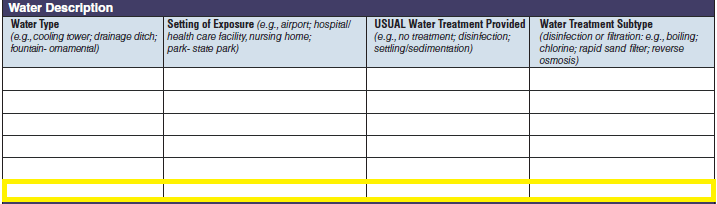 Water Description
Water Type
(e.g., cooling tower; drainage ditch;
fountain- ornamental)
Setting of Exposure (e.g., airport; hospital/
health care facility, nursing home;
park- state park)
USUAL Water Treatment Provided
(e.g., no treatment; disinfection;
settling/sedimentation)
Water Treatment Subtype
(disinfection or filtration: e.g., boiling;
chlorine; rapid sand filter; reverse
osmosis)